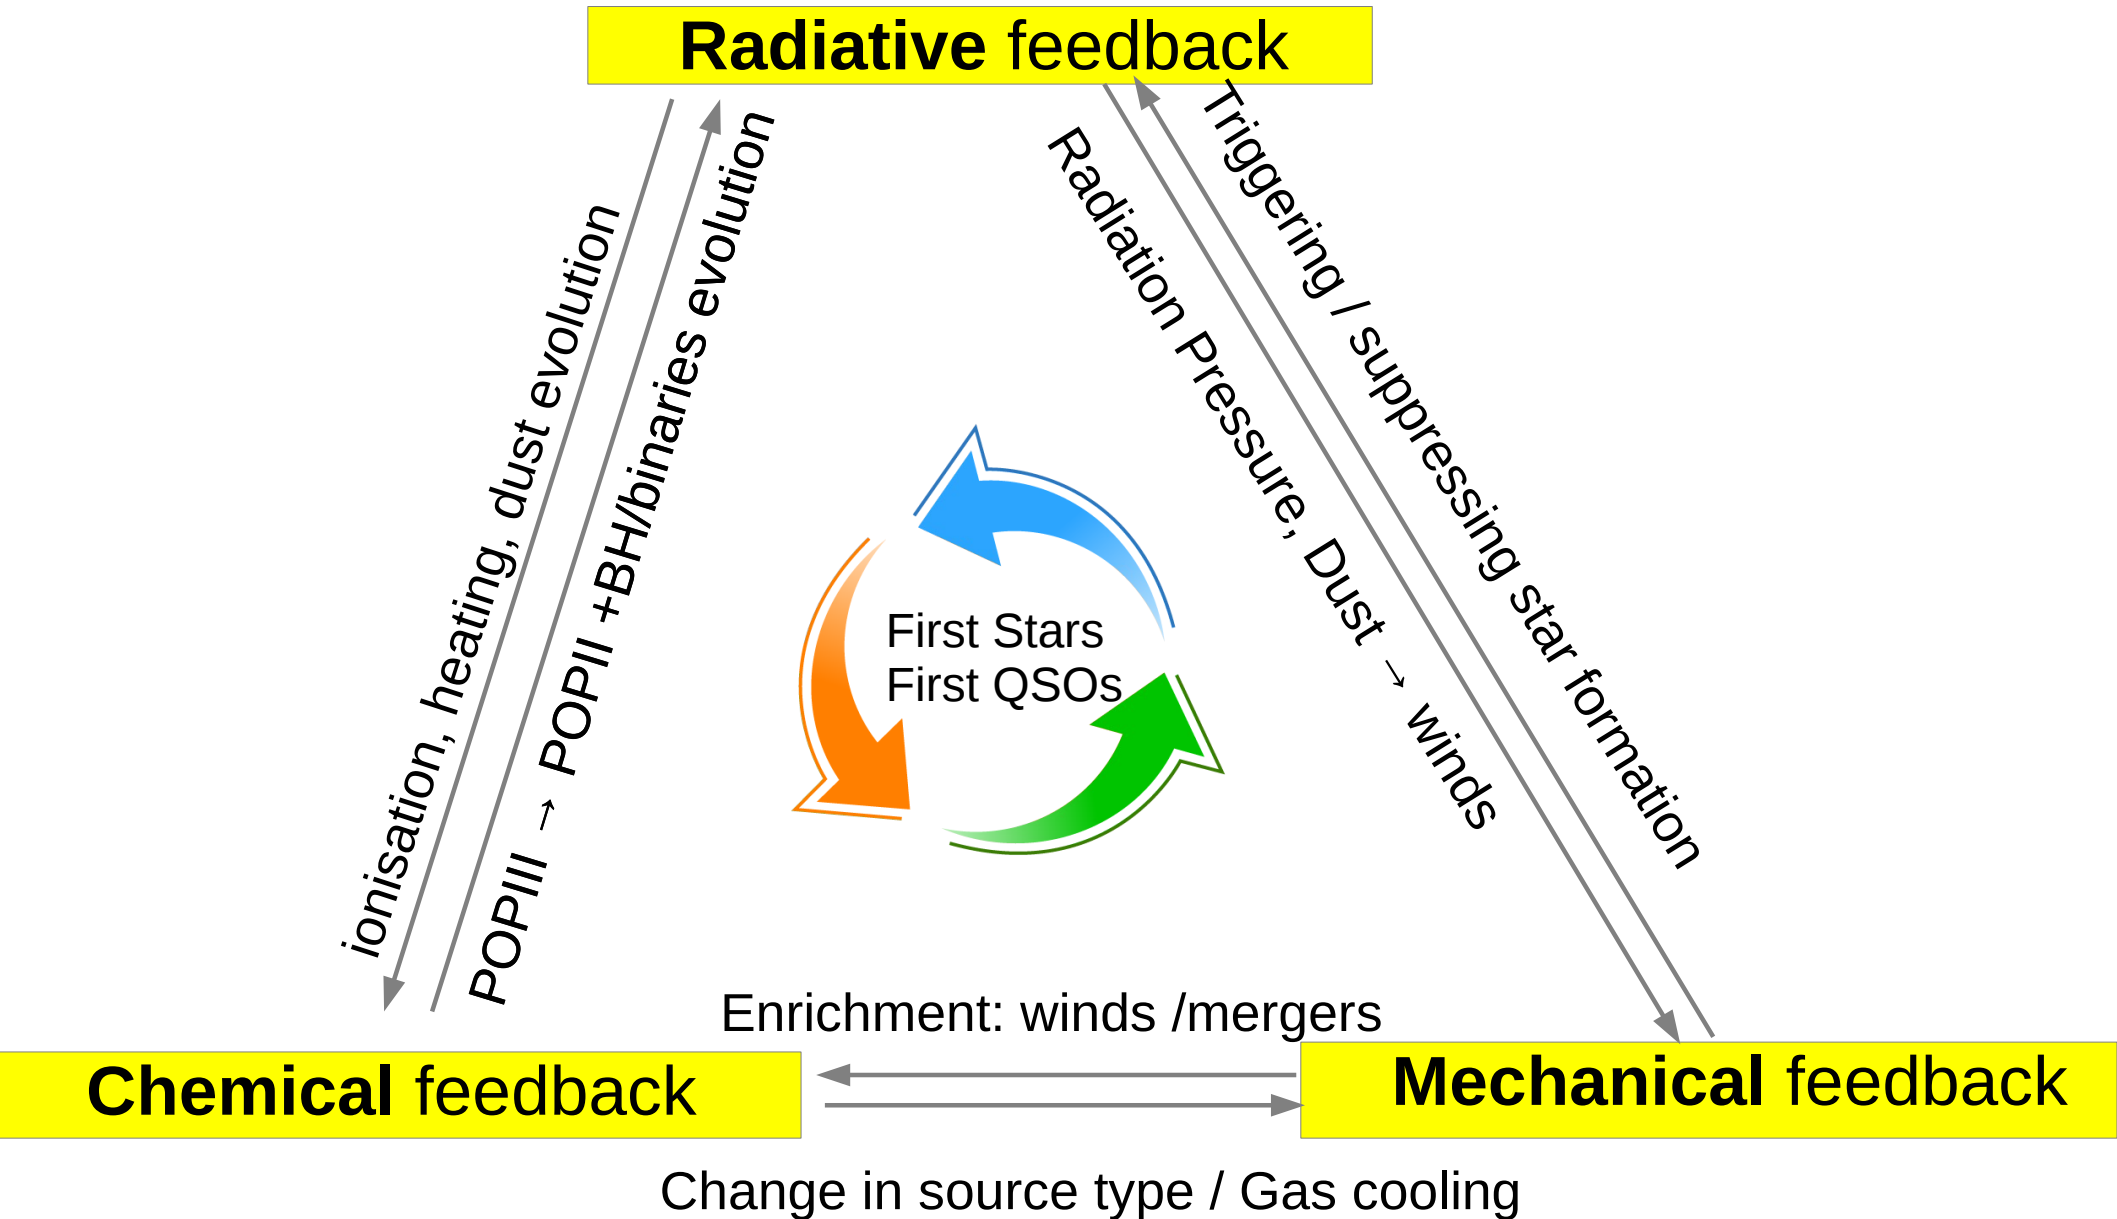 Radiative feedback
ionisation, heating, dust evolution
POPIII → POPII +BH/binaries evolution
Radiation Pressure, Dust → winds
Triggering / suppressing star formation
First Stars
First QSOs
Enrichment: winds /mergers
Chemical feedback
Mechanical feedback
Change in source type / Gas cooling